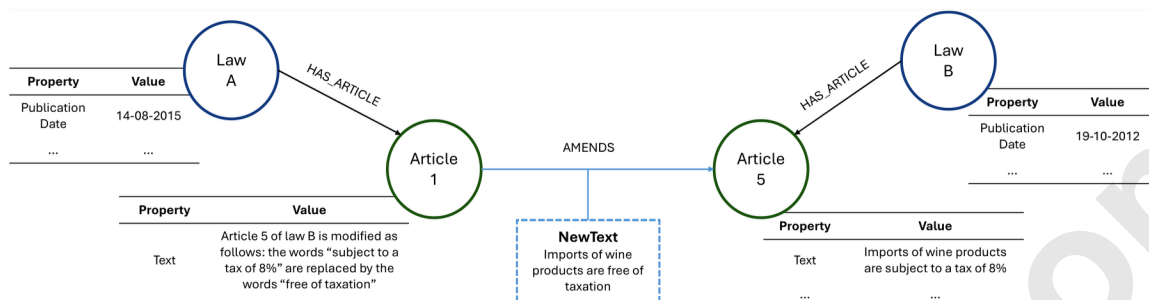 Law
A
Property Value
Publication
Date 14-08-2015
... ...
HAS_ARTICLE
Article
1
Property Value
Text Article 5 of law B is modified as
follows: the words “subject to a
tax of 8%” are replaced by the
words “free of taxation”
AMENDS
NewText
Imports of wine
products are free of
taxation
Law
B
HAS_ARTICLE
Property Value
Publication
Date 19-10-2012
... ...
Article
5
Property Value
Text Imports of wine products
are subject to a tax of 8%
... ...